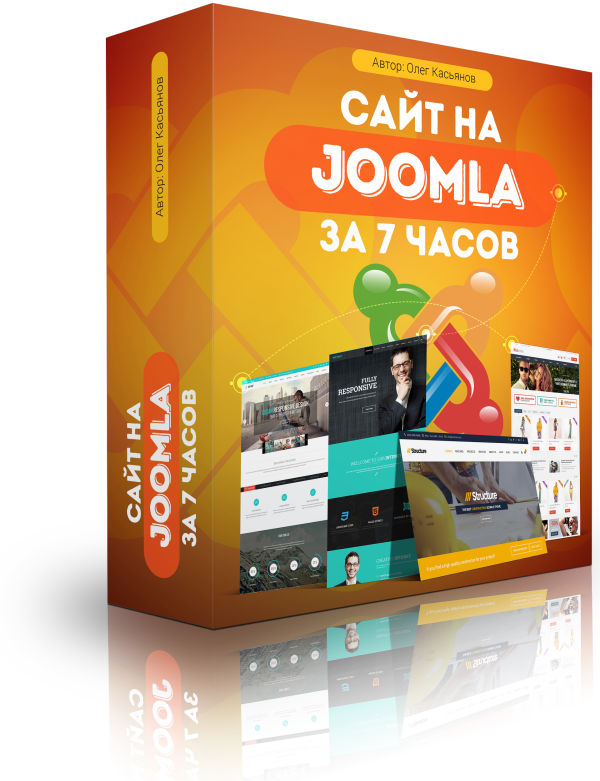 Автор: Олег Касьянов
САЙТ НА
JOOMLA
ЗА 7 ЧАСОВ
Автор: Олег Касьянов
САЙТ НА
JOOMLA
ЗА 7 ЧАСОВ
FULLY
RESPONSIVE
Structure
Structure